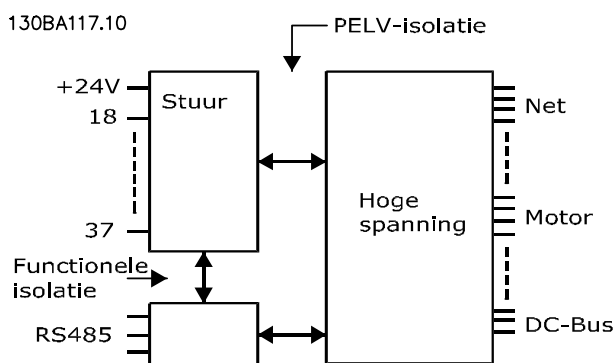 130BA117.10
PELV-isolatie
+24V
Stuur
18
37
Functionele
isolatie
RS485
Hoge
spanning
Net
Motor
DC-Bus